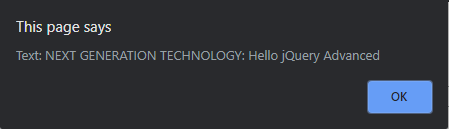 This page says
Text: NEXT GENERATION TECHNOLOGY: Hello jQuery Advanced
OK